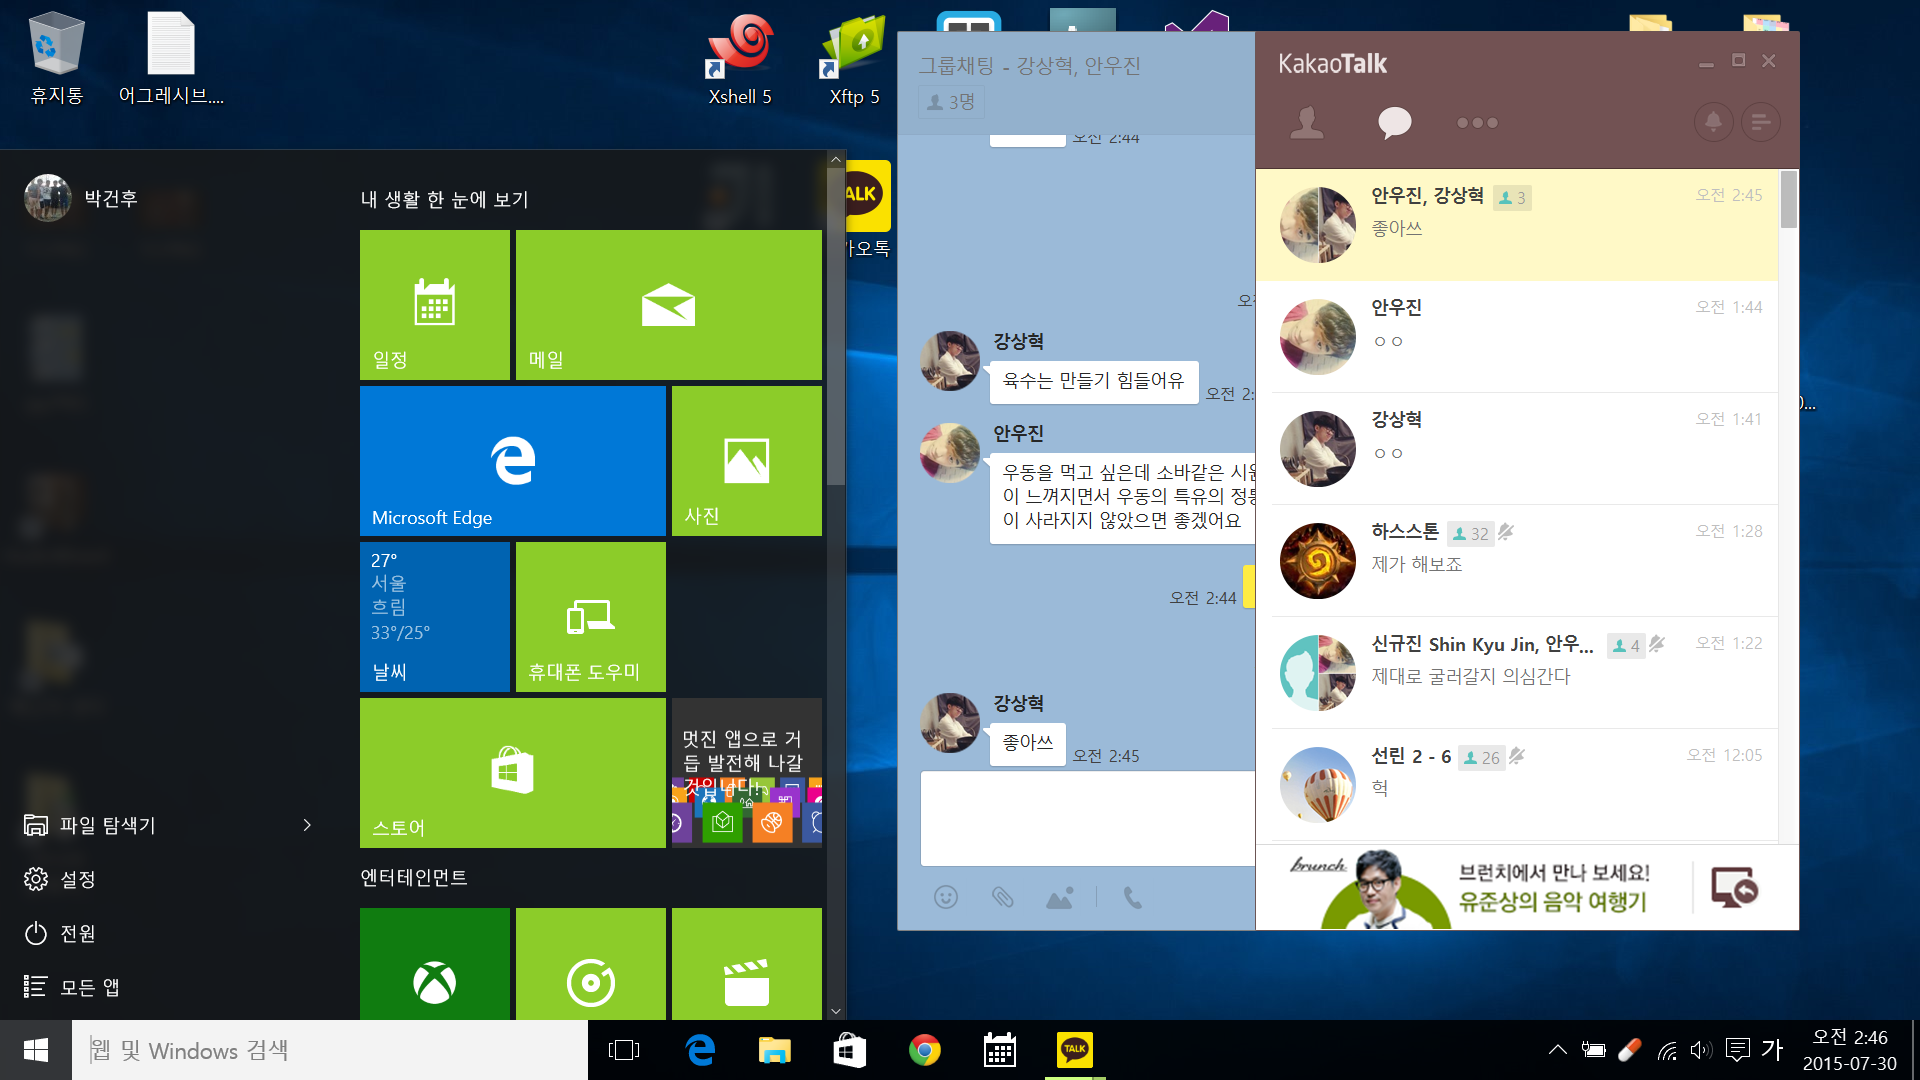 휴지통
어그레시브....
Xshell 5
Xftp 5
박건후
내 생활 한 눈에 보기
일정
메일
Microsoft Edge
사진
27°
서울
흐림
33°/25°
날씨
휴대폰 도우미
스토어
멋진 앱으로 거
듭 발전해 나갈
것입니다!
엔터테인먼트
파일 탐색기
설정
전원
모든 앱
웹 및 Windows 검색
TALK
오전 2:46
2015-07-30
가
그룹채팅 - 강상혁, 안우진
3명
오전 2:44
강상혁
육수는 만들기 힘들어유
오전 2:
안우진
우동을 먹고 싶은데 소바같은 시원
이 느껴지면서 우동의 특유의 정통
이 사라지지 않았으면 좋겠어요
오전 2:44
강상혁
좋아쓰
오전 2:45
KakaoTalk
안우진, 강상혁 3
오전 2:45
좋아쓰
안우진
오전 1:44
ㅇㅇ
강상혁
오전 1:41
ㅇㅇ
하스스톤 32
오전 1:28
제가 해보죠
신규진 Shin Kyu Jin, 안우... 4
오전 1:22
제대로 굴러갈지 의심간다
선린 2 - 6 26
오전 12:05
헉
brunch
브런치에서 만나 보세요!
유준상의 음악 여행기